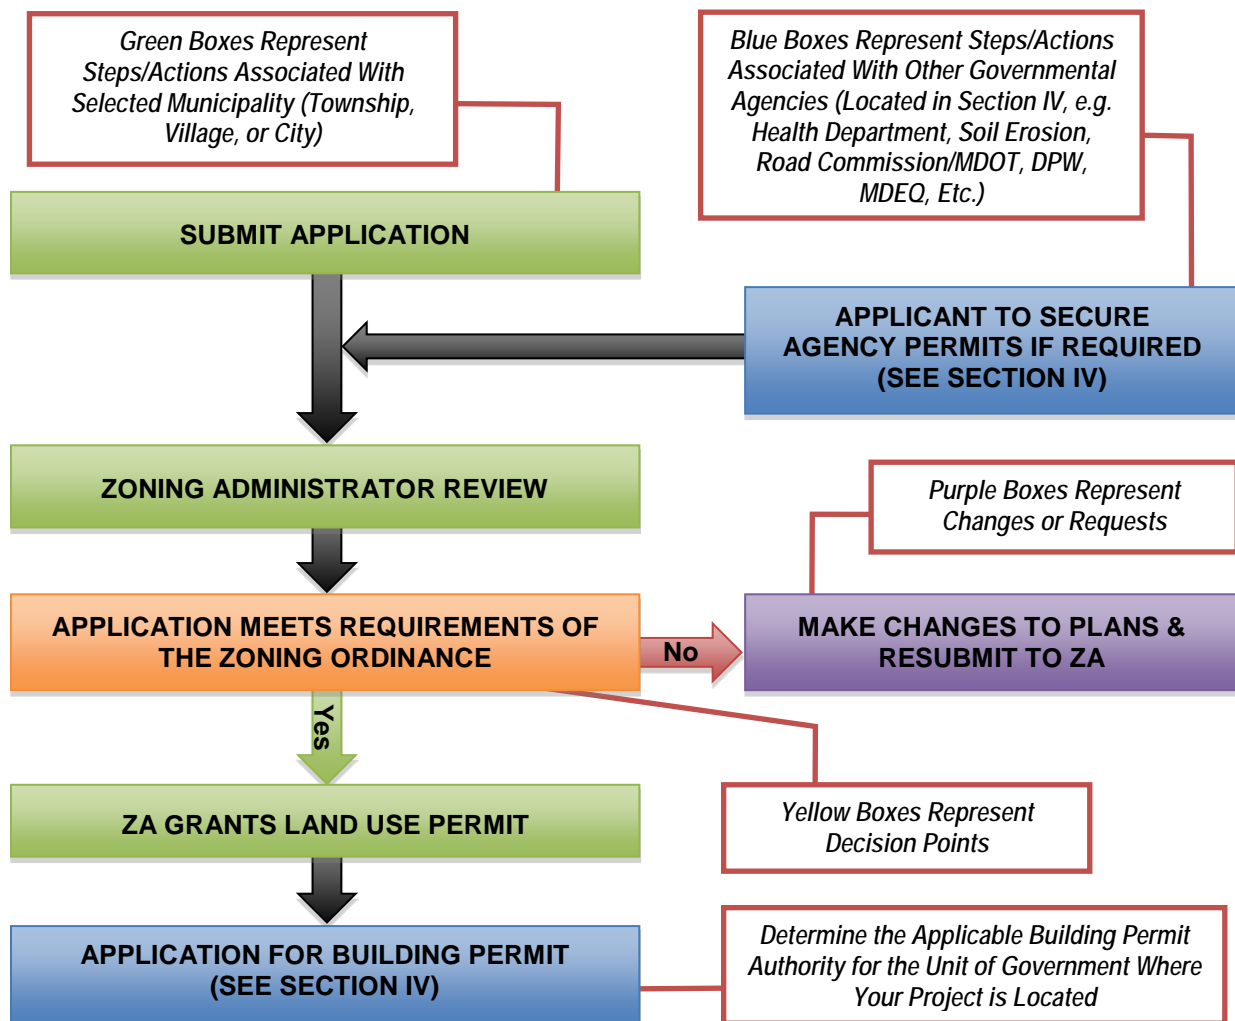 Green Boxes Represent
Steps/Actions Associated With
Selected Municipality (Township,
Village, or City)
Blue Boxes Represent Steps/Actions
Associated With Other Governmental
Agencies (Located in Section IV, e.g.
Health Department, Soil Erosion,
Road Commission/MDOT, DPW,
MDEQ, Etc.)
SUBMIT APPLICATION
APPLICANT TO SECURE
AGENCY PERMITS IF REQUIRED
(SEE SECTION IV)
ZONING ADMINISTRATOR REVIEW
Purple Boxes Represent
Changes or Requests
APPLICATION MEETS REQUIREMENTS OF
THE ZONING ORDINANCE
No
MAKE CHANGES TO PLANS &
RESUBMIT TO ZA
Yes
ZA GRANTS LAND USE PERMIT
Yellow Boxes Represent
Decision Points
APPLICATION FOR BUILDING PERMIT
(SEE SECTION IV)
Determine the Applicable Building Permit
Authority for the Unit of Government Where
Your Project is Located